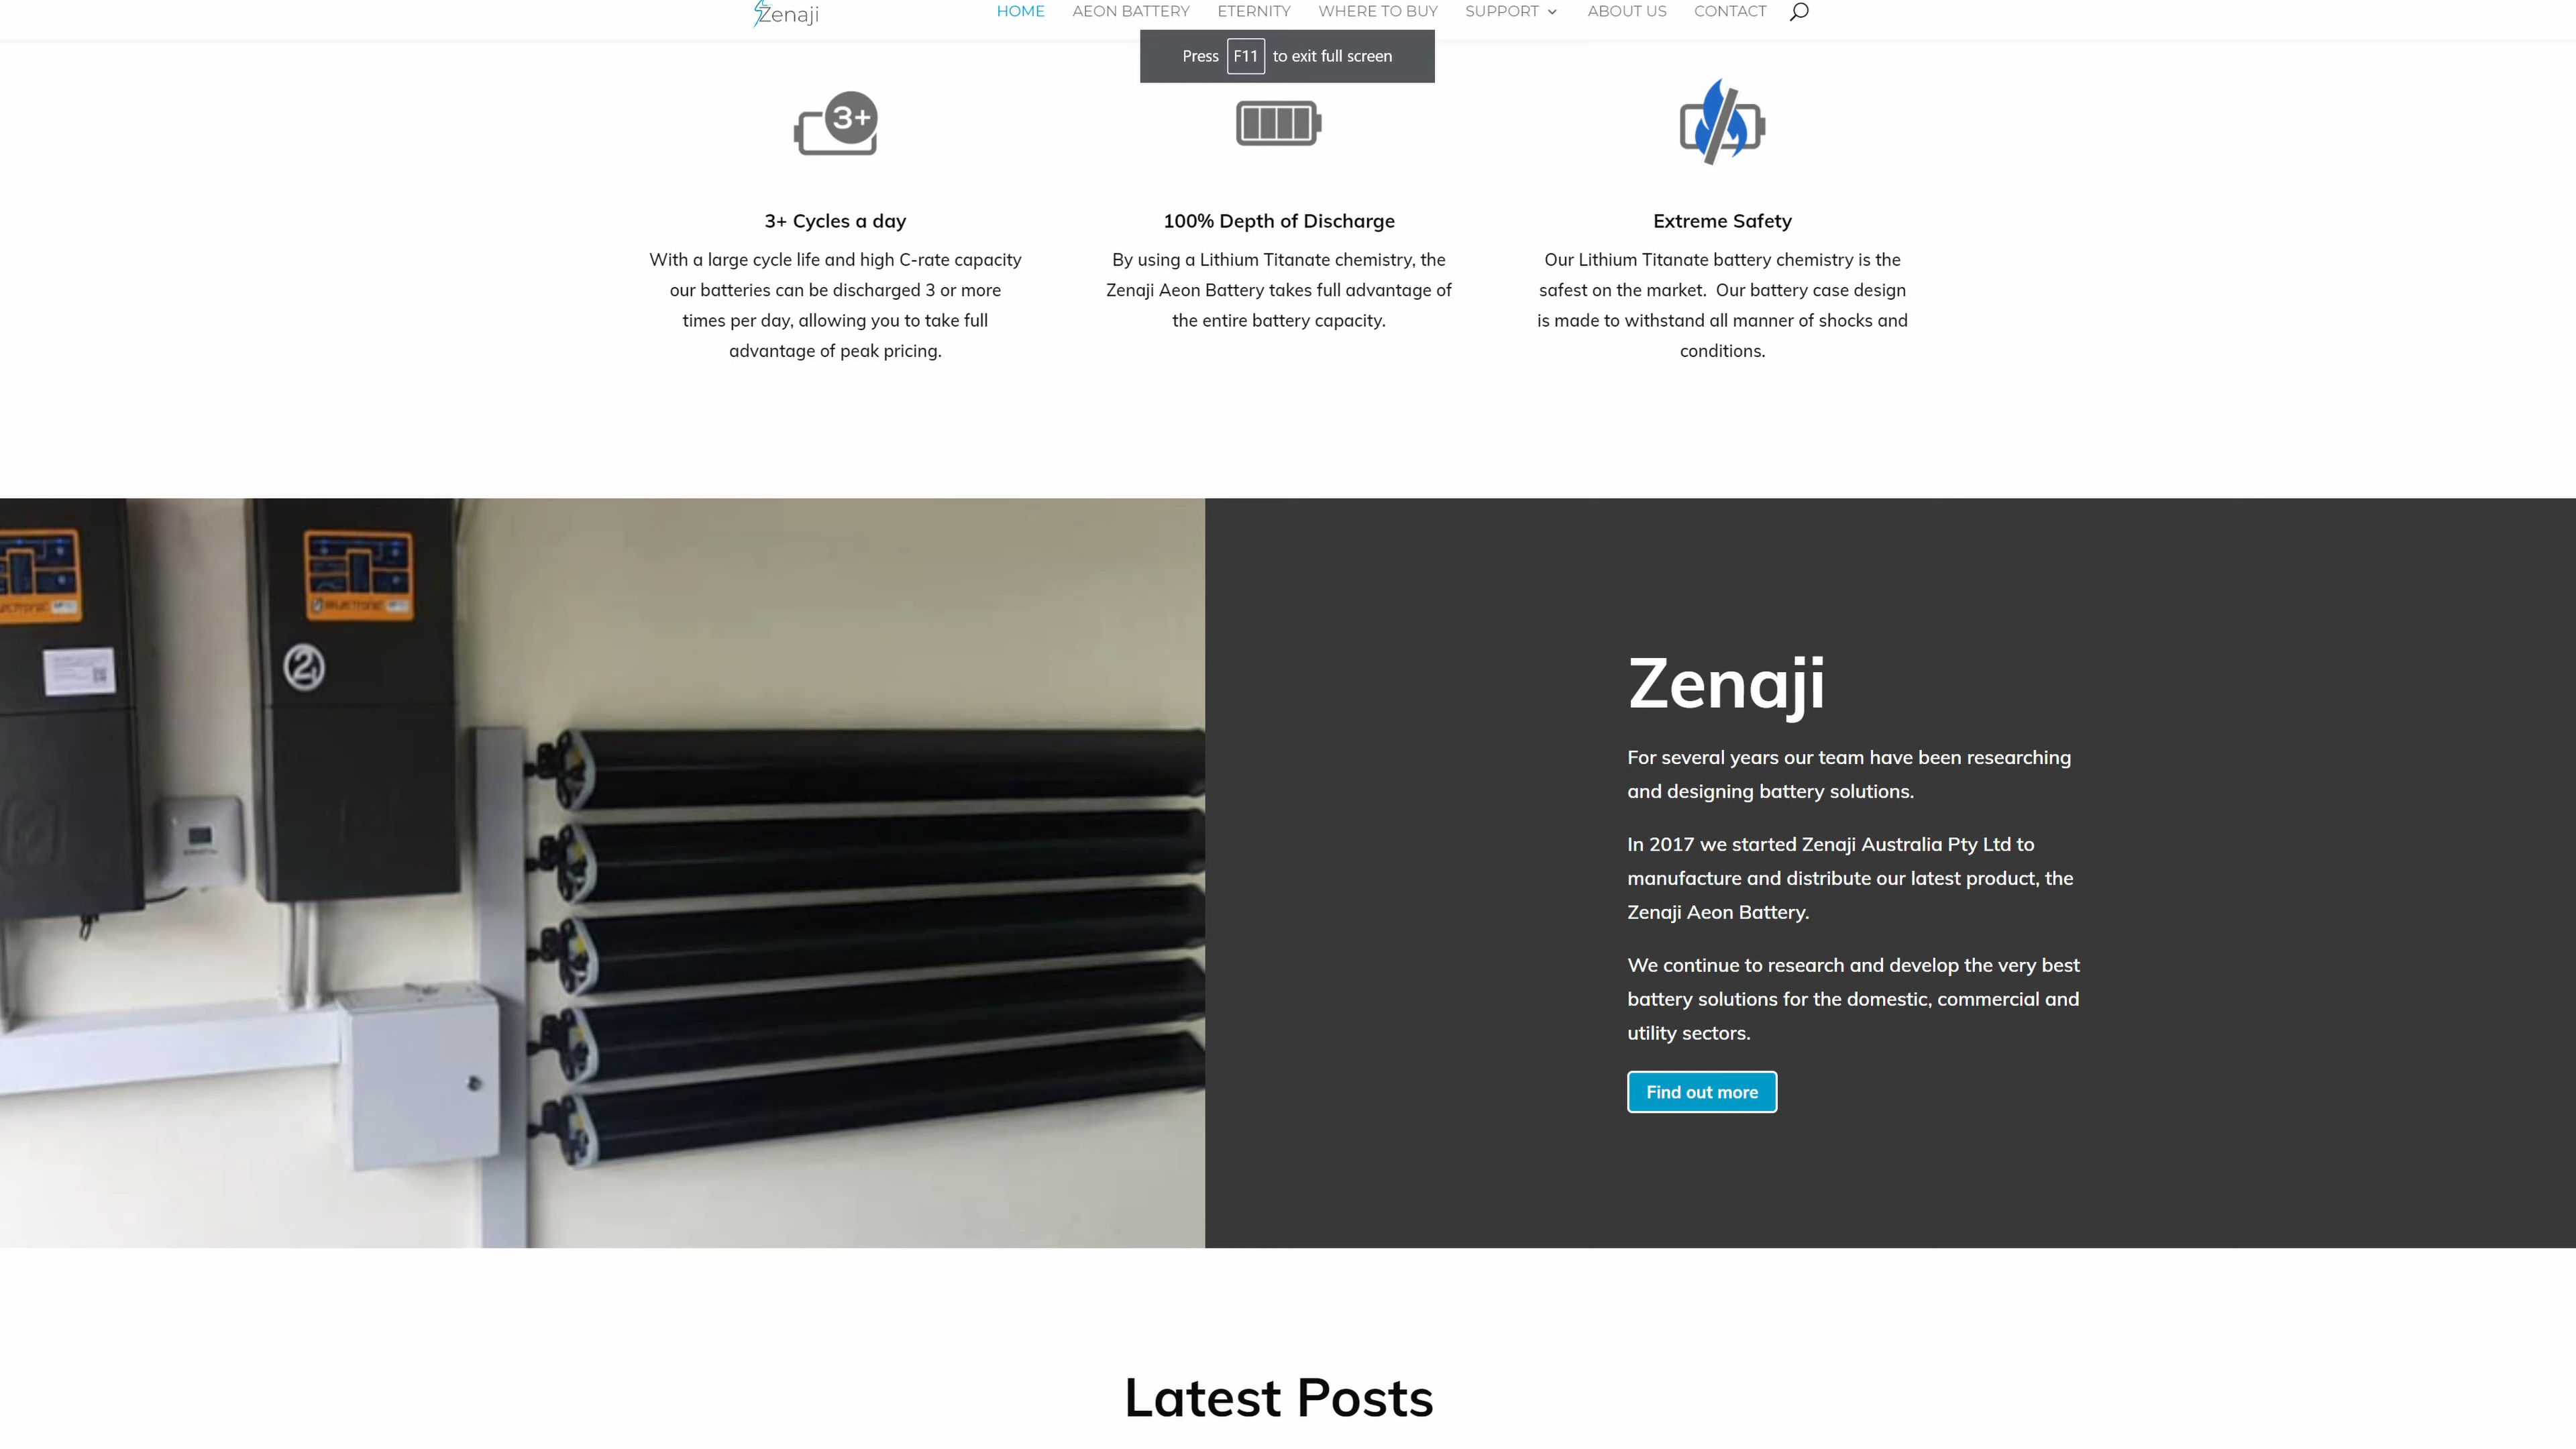 Zenaji
HOME
AEON BATTERY
ETERNITY
WHERE TO BUY
SUPPORT
ABOUT US
CONTACT
Press F11 to exit full screen
3+
3+ Cycles a day
With a large cycle life and high C-rate capacity
our batteries can be discharged 3 or more
times per day, allowing you to take full
advantage of peak pricing.
100% Depth of Discharge
By using a Lithium Titanate chemistry, the
Zenaji Aeon Battery takes full advantage of
the entire battery capacity.
Extreme Safety
Our Lithium Titanate battery chemistry is the
safest on the market.  Our battery case design
is made to withstand all manner of shocks and
conditions.
2
Zenaji
For several years our team have been researching
and designing battery solutions.
In 2017 we started Zenaji Australia Pty Ltd to
manufacture and distribute our latest product, the
Zenaji Aeon Battery.
We continue to research and develop the very best
battery solutions for the domestic, commercial and
utility sectors.
Find out more
Latest Posts